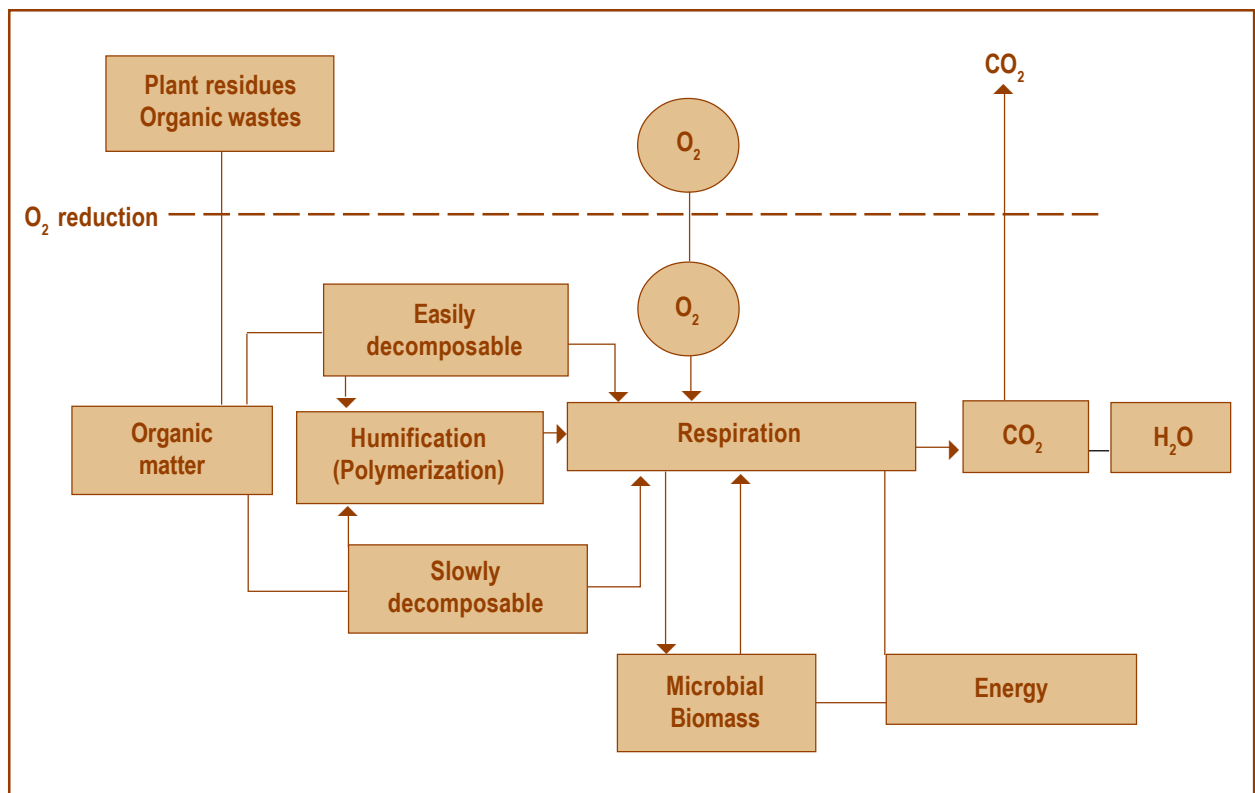 Plant residues
Organic wastes
CO₂
O₂
O₂ reduction
O₂
Easily
decomposable
Organic
matter
Humification
(Polymerization)
Respiration
CO₂
H₂O
Slowly
decomposable
Microbial
Biomass
Energy